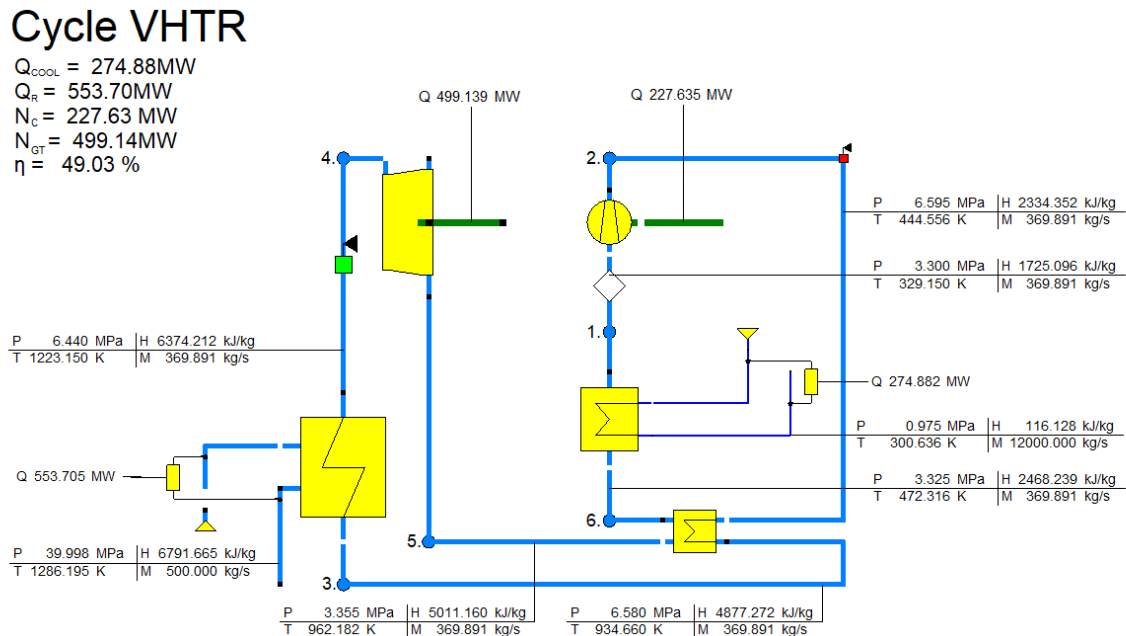 Cycle VHTR
Q_COOL = 274.88MW
Q_R = 553.70MW
N_C = 227.63 MW
N_GT = 499.14MW
η = 49.03 %
Q 499.139 MW
Q 227.635 MW
4.
2.
P 6.595 MPa H 2334.352 kJ/kg
T 444.556 K M 369.891 kg/s
P 3.300 MPa H 1725.096 kJ/kg
T 329.150 K M 369.891 kg/s
1.
P 6.440 MPa H 6374.212 kJ/kg
T 1223.150 K M 369.891 kg/s
Q 274.882 MW
P 0.975 MPa H 116.128 kJ/kg
T 300.636 K M 12000.000 kg/s
Q 553.705 MW
P 3.325 MPa H 2468.239 kJ/kg
T 472.316 K M 369.891 kg/s
6.
5.
P 39.998 MPa H 6791.665 kJ/kg
T 1286.195 K M 500.000 kg/s
3.
P 3.355 MPa H 5011.160 kJ/kg
T 962.182 K M 369.891 kg/s
P 6.580 MPa H 4877.272 kJ/kg
T 934.660 K M 369.891 kg/s